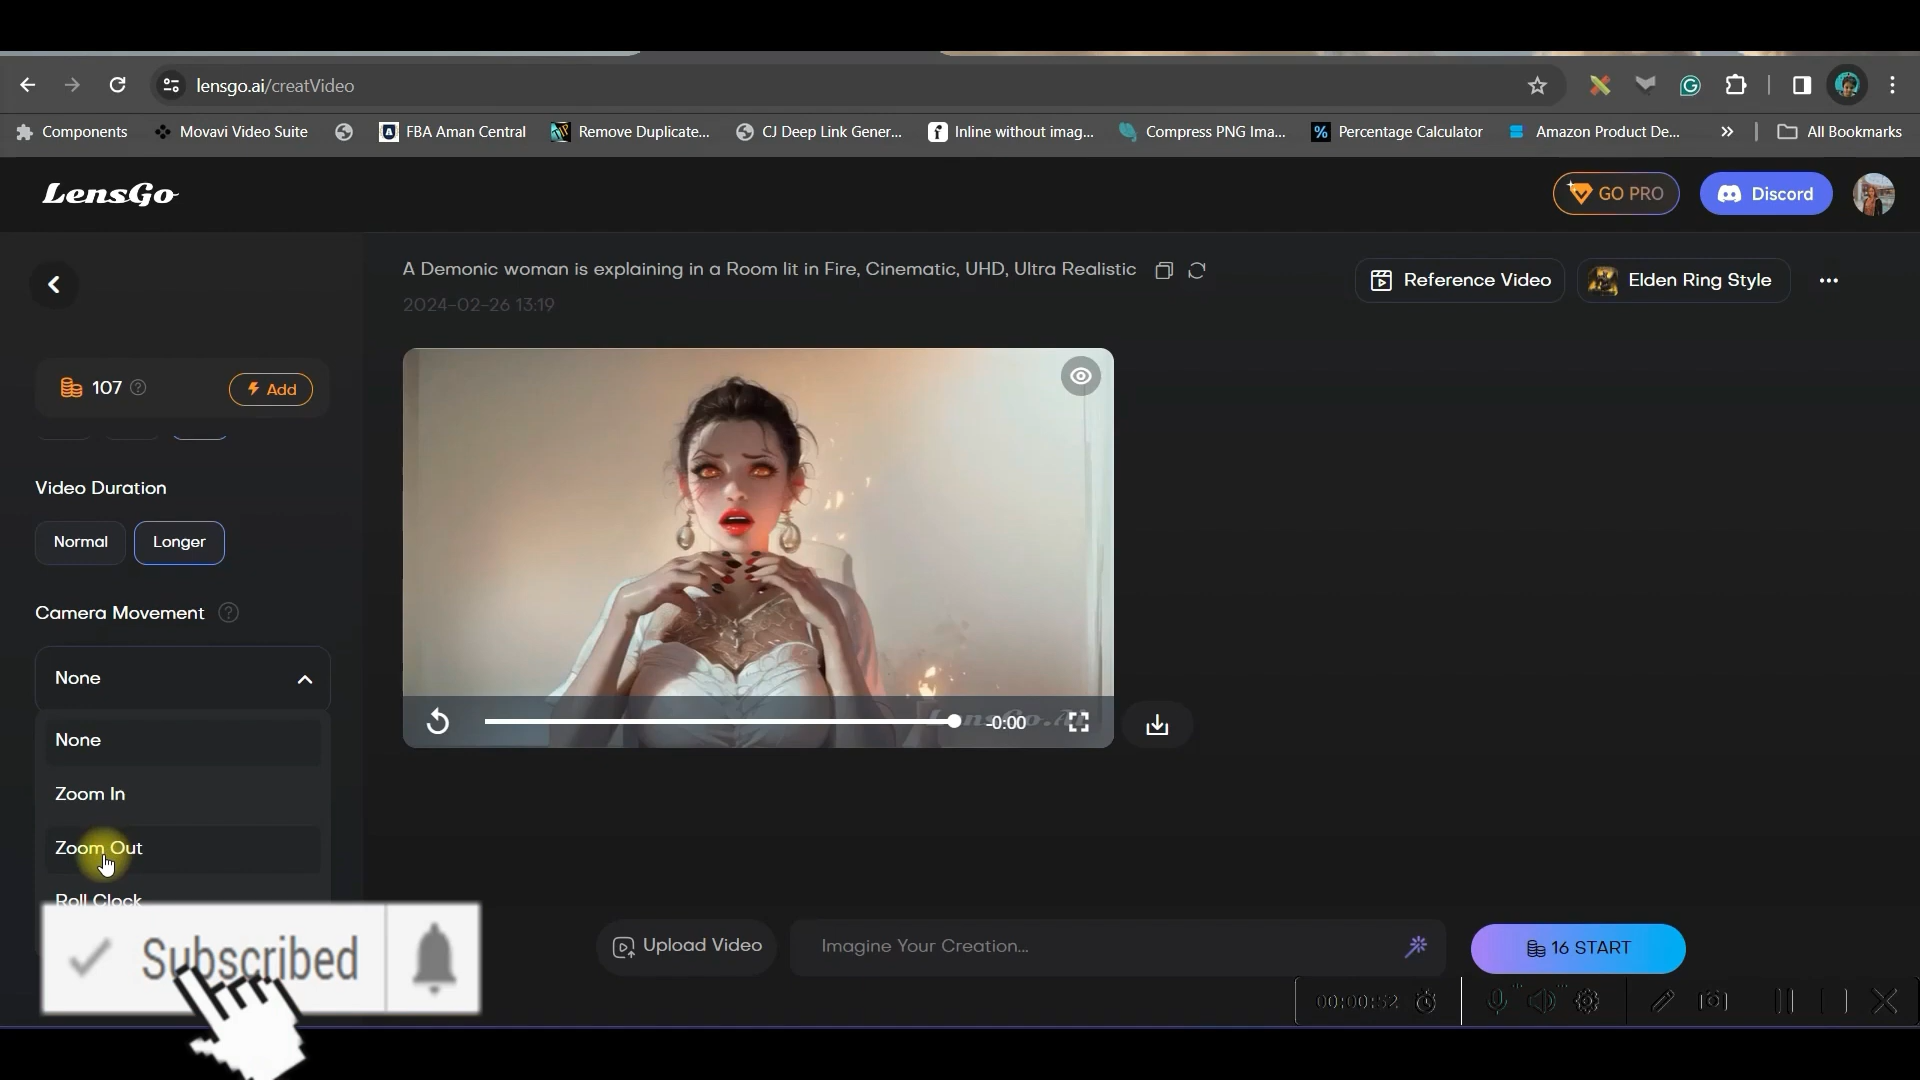 lensgo.ai/creatVideo
Components
Movavi Video Suite
FBA Aman Central
Remove Duplicate...
CJ Deep Link Gener...
Inline without imag...
Compress PNG Ima...
Percentage Calculator
Amazon Product De...
All Bookmarks
LensGo
GO PRO
Discord
A Demonic woman is explaining in a Room lit in Fire, Cinematic, UHD, Ultra Realistic
2024-02-26 13:19
Reference Video
Elden Ring Style
107
Add
Video Duration
Normal
Longer
Camera Movement
None
None
Zoom In
Zoom Out
Roll Clock
-0:00
LensGo.AI
Upload Video
Imagine Your Creation...
16 START
Subscribed
00:00:52